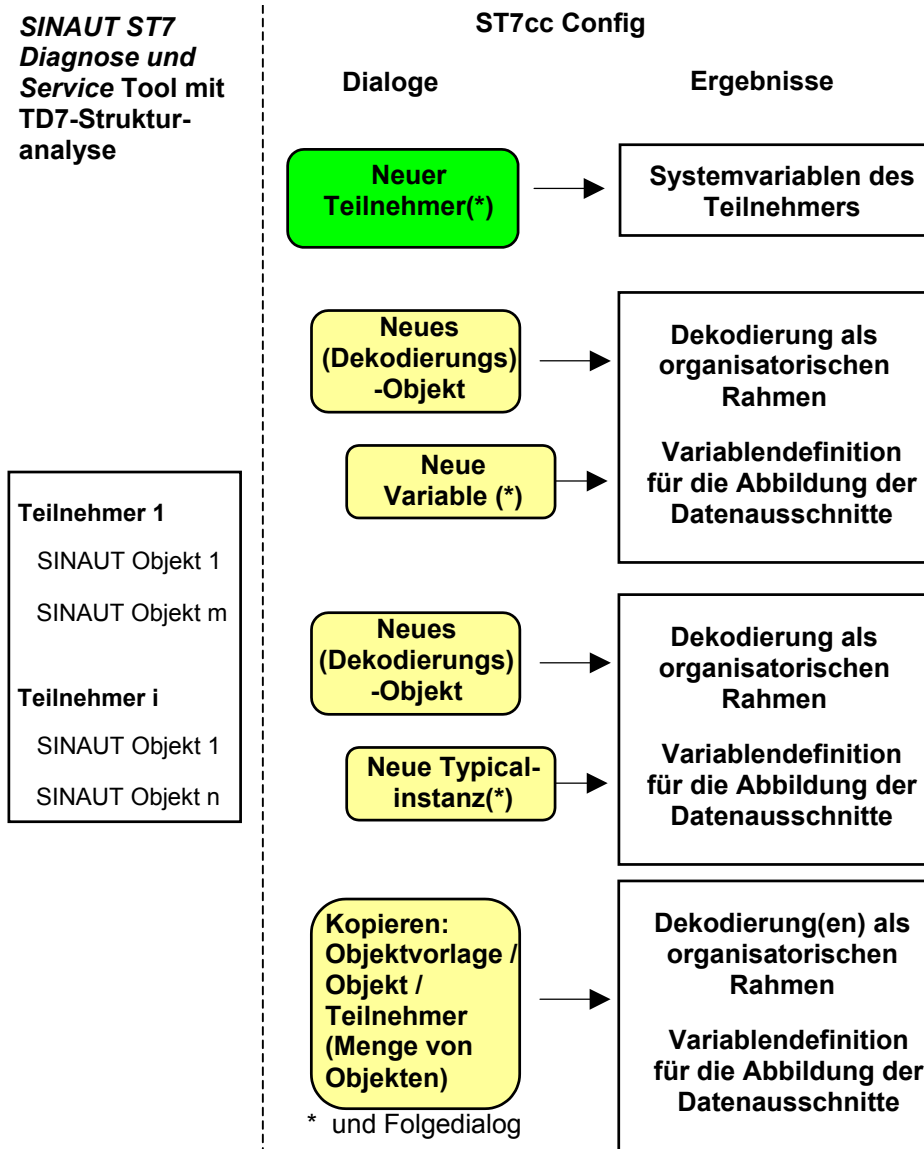 SINAUT ST7
Diagnose und
Service Tool mit
TD7-Struktur-
analyse
Teilnehmer 1
SINAUT Objekt 1
SINAUT Objekt m
Teilnehmer i
SINAUT Objekt 1
SINAUT Objekt n
ST7cc Config
Dialoge
Ergebnisse
Neuer
Teilnehmer(*)
Systemvariablen des
Teilnehmers
Neues
(Dekodierungs)
-Objekt
Dekodierung als
organisatorischen
Rahmen
Neue
Variable (*)
Variablendefinition
für die Abbildung der
Datenausschnitte
Neues
(Dekodierungs)
-Objekt
Dekodierung als
organisatorischen
Rahmen
Neue Typical-
instanz(*)
Variablendefinition
für die Abbildung der
Datenausschnitte
Kopieren:
Objektvorlage /
Objekt /
Teilnehmer
(Menge von
Objekten)
Dekodierung(en) als
organisatorischen
Rahmen
Variablendefinition
für die Abbildung der
Datenausschnitte
* und Folgedialog